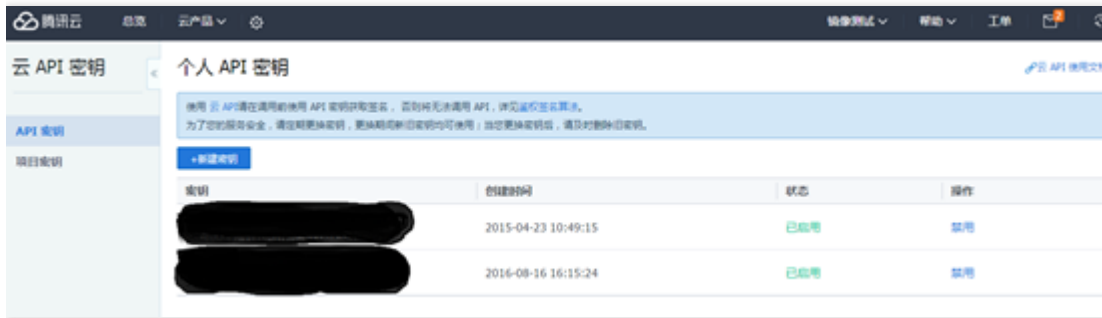 腾讯云 总览 云产品 镜像测试 帮助 工单 2
云 API 密钥
个人 API 密钥
云 API 使用文档
使用 云 API请在调用前使用 API 密钥获取签名，否则将无法调用 API，详见鉴权签名算法。
为了您的服务安全，请定期更换密钥，更换期间新旧密钥均可使用；当您更换密钥后，请及时删除旧密钥。
API 密钥
项目密钥
+新建密钥
密钥 创建时间 状态 操作
2015-04-23 10:49:15 已启用 禁用
2016-08-16 16:15:24 已启用 禁用